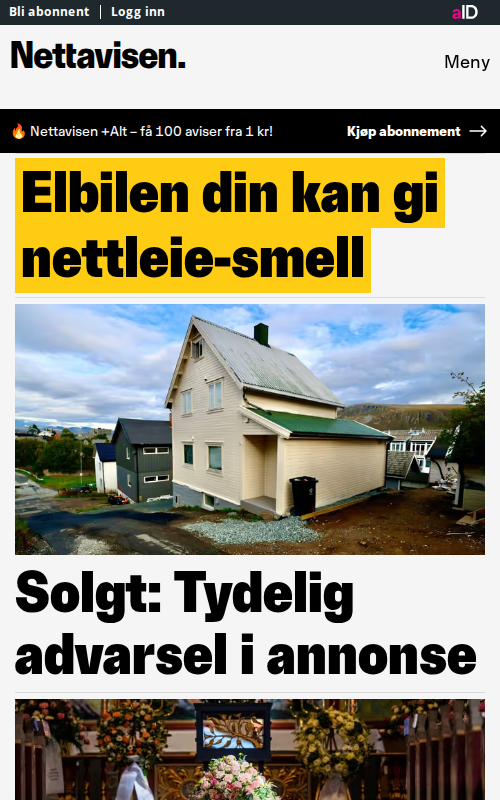 Bli abonnent Logg inn aID
Nettavisen.
Meny
🔥 Nettavisen +Alt – få 100 aviser fra 1 kr! Kjøp abonnement →
Elbilen din kan gi
nettleie-smell
Solgt: Tydelig
advarsel i annonse